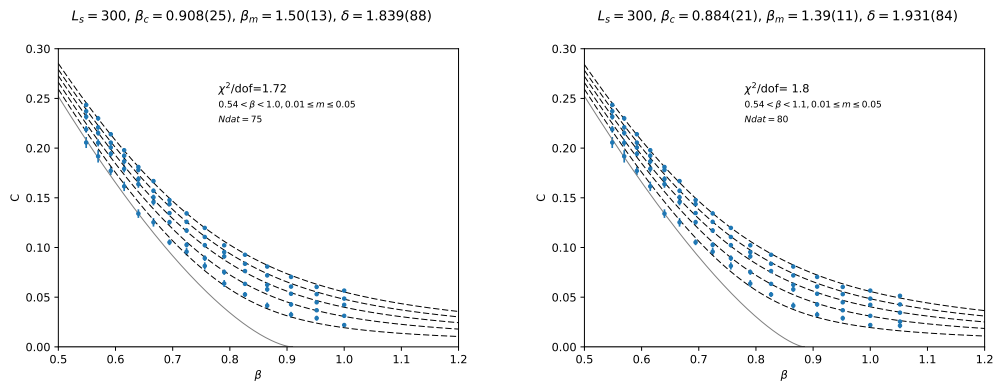 L_s = 300, β_c = 0.908(25), β_m = 1.50(13), δ = 1.839(88)
0.30
0.25
0.20
0.15
0.10
0.05
0.00
C
χ²/dof=1.72
0.54 < β < 1.0, 0.01 ≤ m ≤ 0.05
Ndat = 75
0.5 0.6 0.7 0.8 0.9 1.0 1.1 1.2
β
L_s = 300, β_c = 0.884(21), β_m = 1.39(11), δ = 1.931(84)
0.30
0.25
0.20
0.15
0.10
0.05
0.00
C
χ²/dof= 1.8
0.54 < β < 1.1, 0.01 ≤ m ≤ 0.05
Ndat = 80
0.5 0.6 0.7 0.8 0.9 1.0 1.1 1.2
β